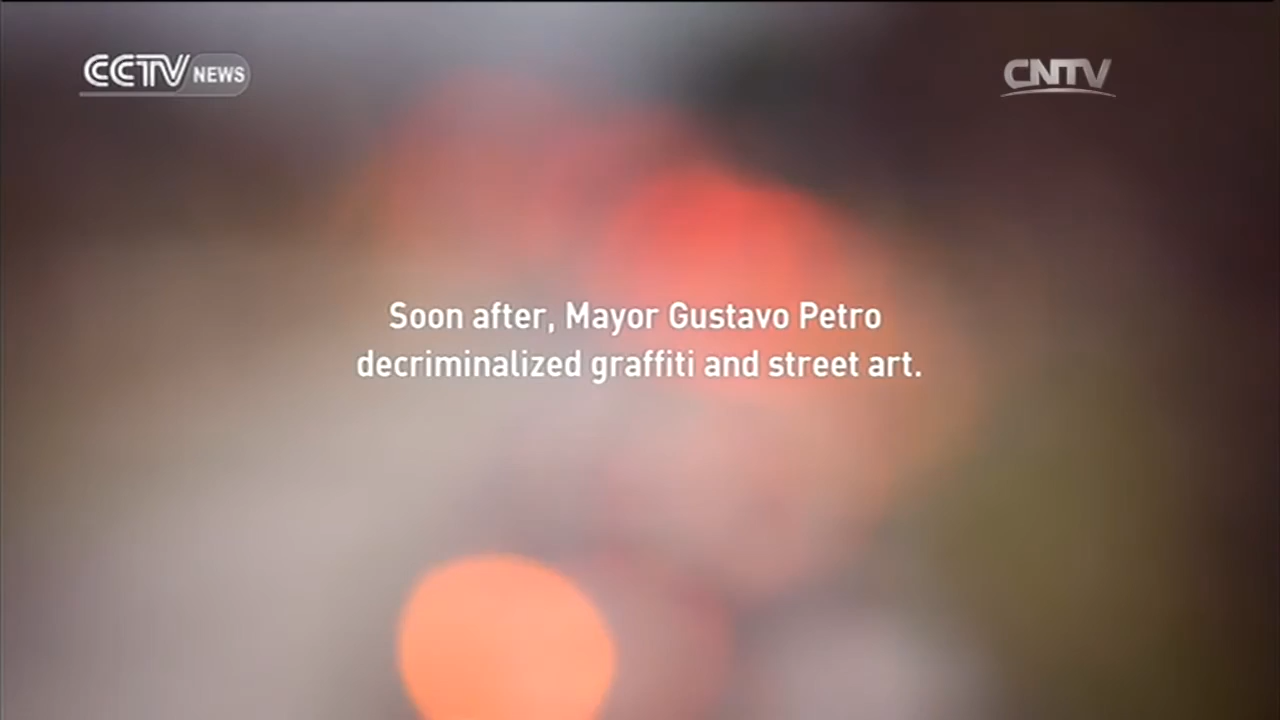 CCTV NEWS
CNTV
Soon after, Mayor Gustavo Petro
decriminalized graffiti and street art.